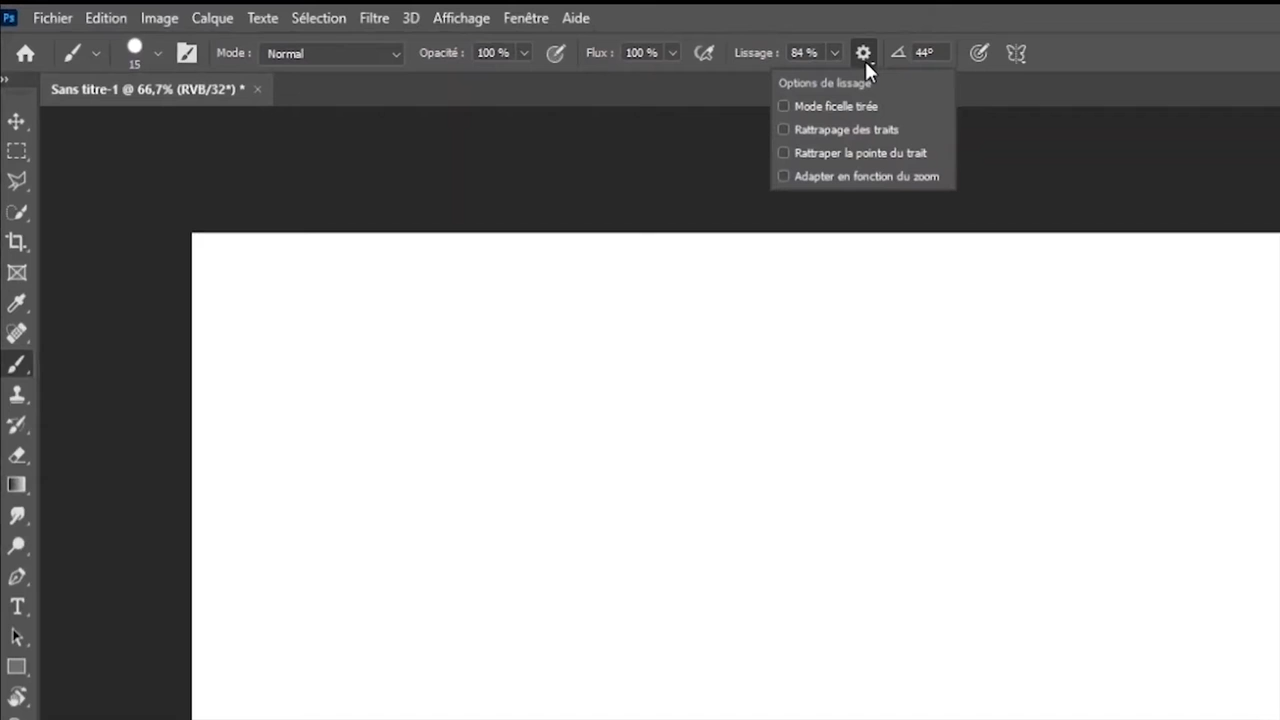 Ps Fichier Edition Image Calque Texte Sélection Filtre 3D Affichage Fenêtre Aide
15 Mode : Normal Opacité : 100 % Flux : 100 % Lissage : 84 % 44°
Sans titre-1 @ 66,7% (RVB/32*) * ×
Options de lissage
Mode ficelle tirée
Rattrapage des traits
Rattraper la pointe du trait
Adapter en fonction du zoom